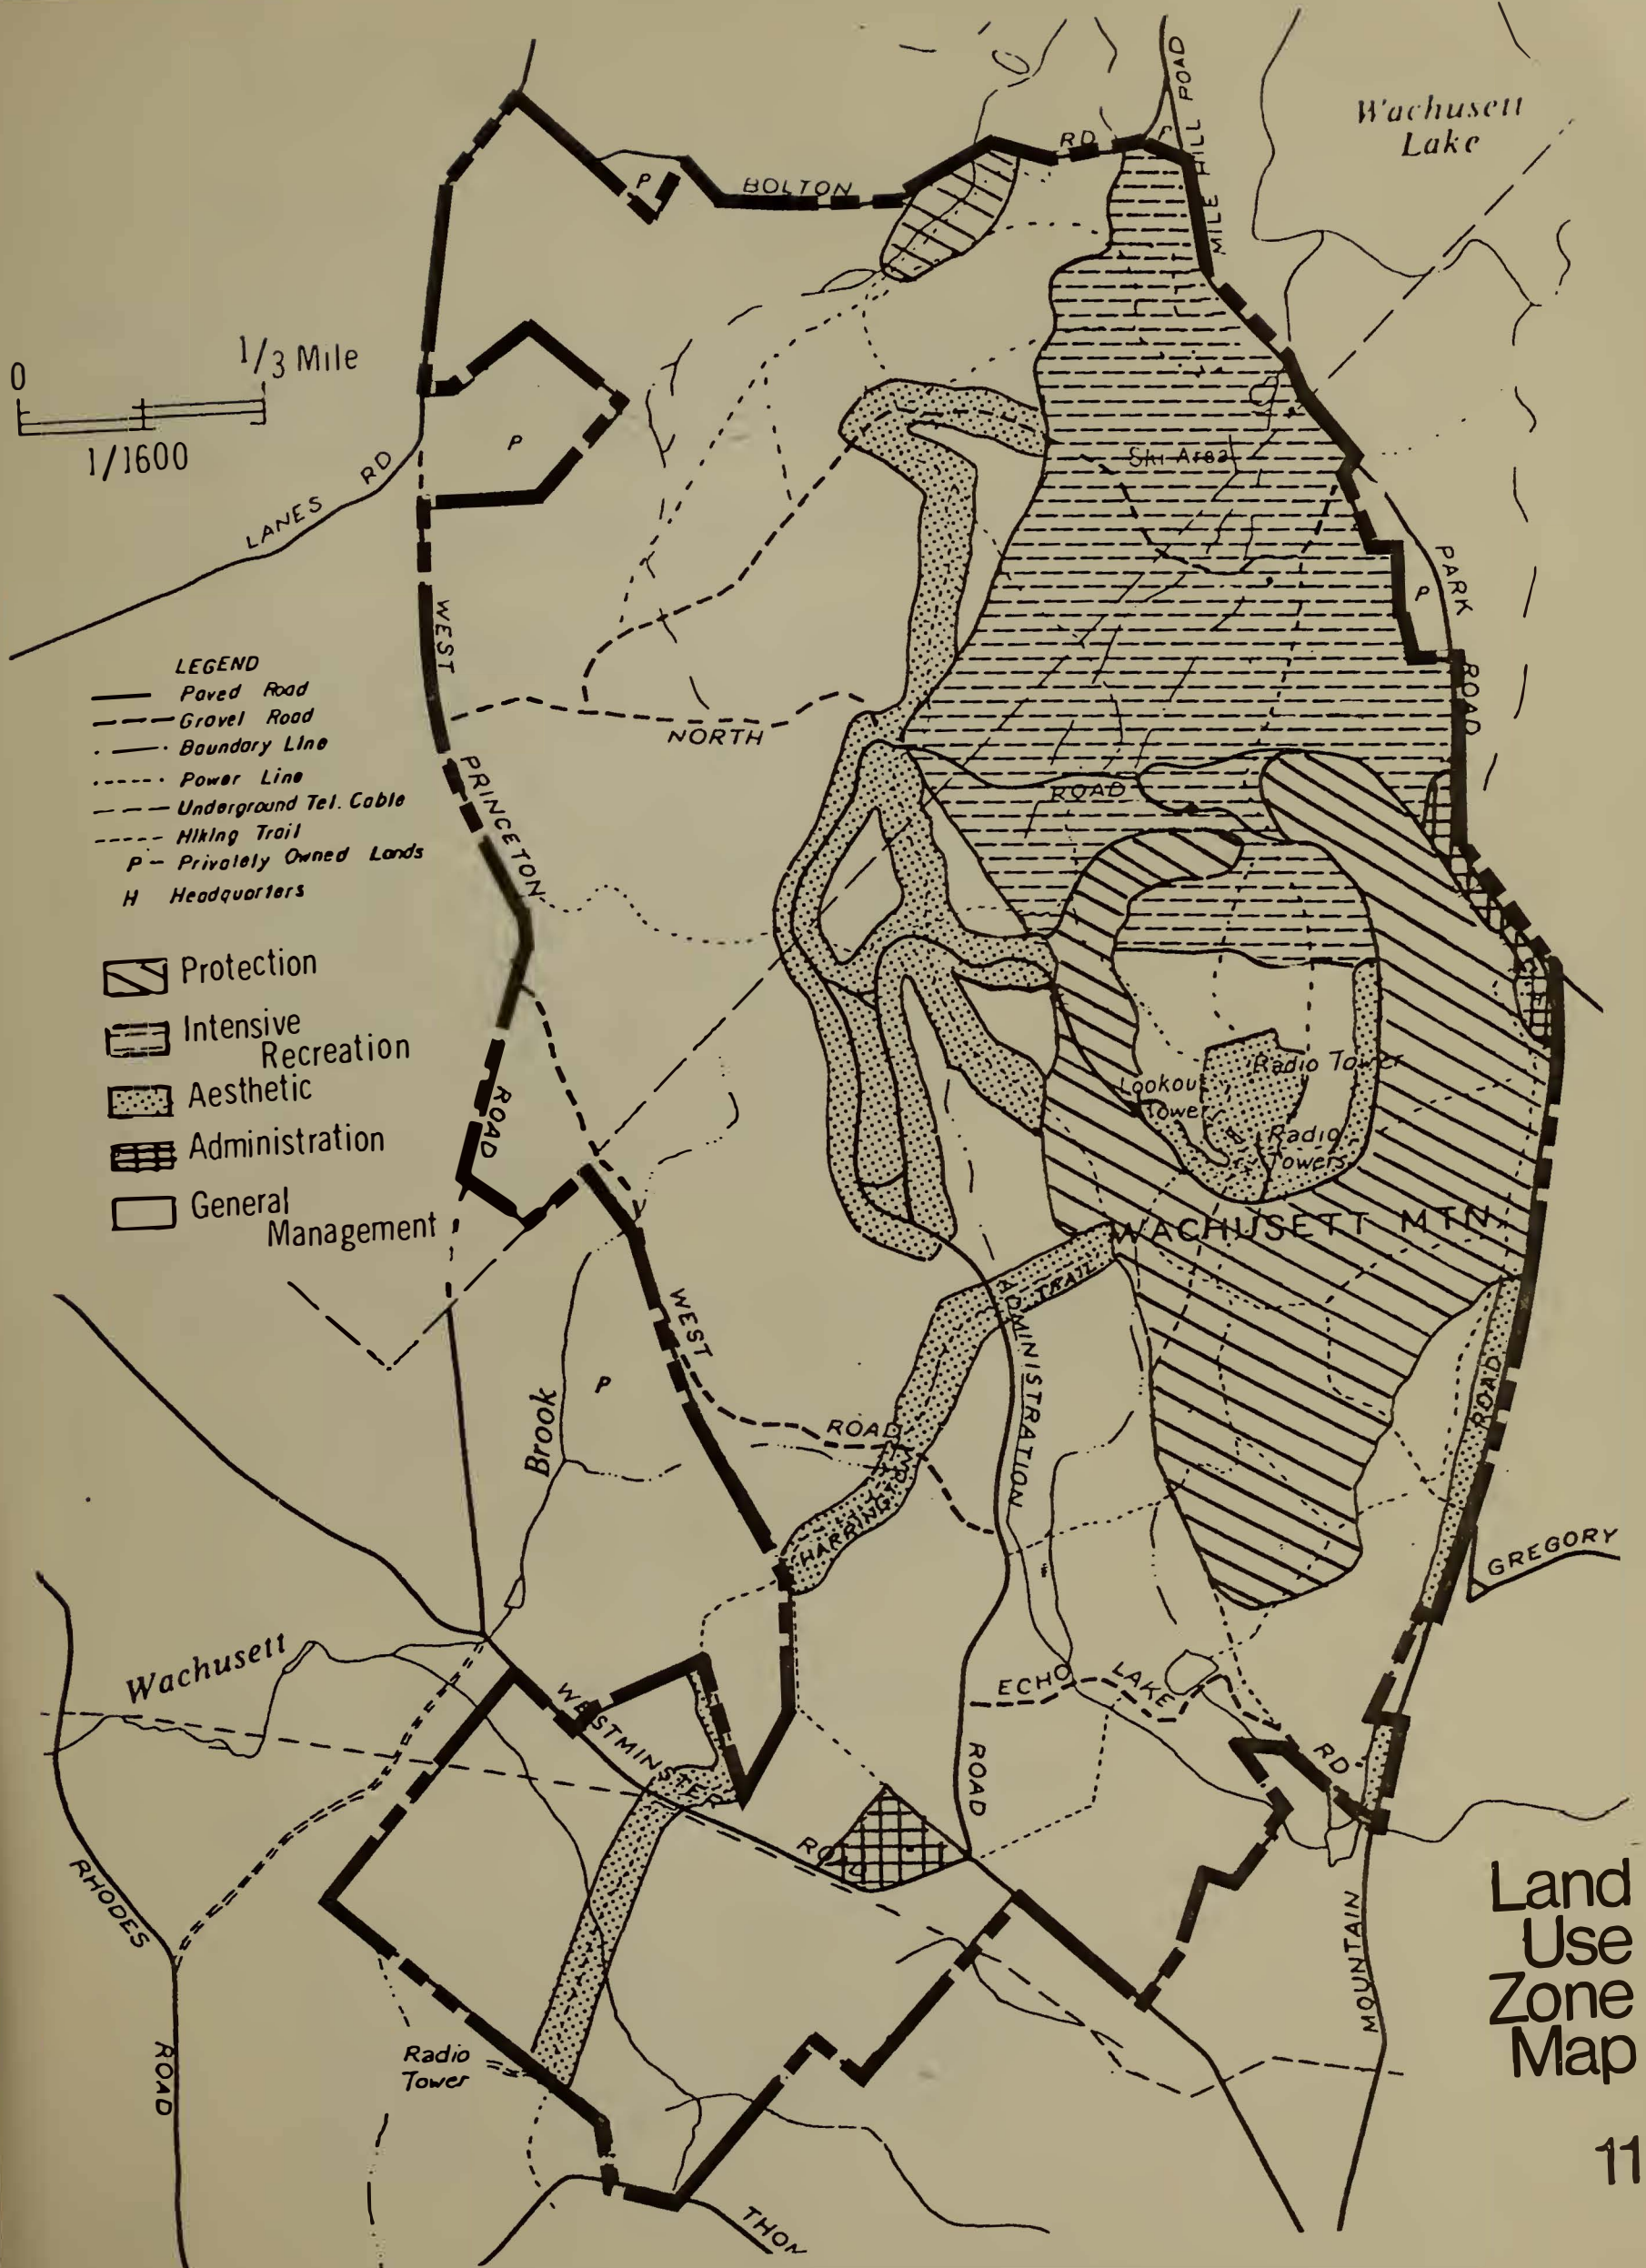 Wachusett
Lake
MILE HILL ROAD
P
RD
BOLTON
P
0
1/3 Mile
1/1600
P
LANES RD
Ski Area
PARK
ROAD
P
WEST
PRINCETON
ROAD
NORTH
ROAD
LEGEND
Paved Road
Gravel Road
Boundary Line
Power Line
Underground Tel. Cable
Hiking Trail
P - Privately Owned Lands
H Headquarters
Protection
Intensive
Recreation
Aesthetic
Administration
General
Management
Radio Tower
Lookout
Tower
Radio
Towers
WACHUSETT MTN.
TRAIL
ADMINISTRATION
ROAD
WEST
ROAD
P
Brook
HARRINGTON
ROAD
GREGORY
Wachusett
ECHO LAKE
RD
WESTMINSTER
ROAD
RHODES
ROAD
MOUNTAIN
Radio
Tower
Land
Use
Zone
Map
11